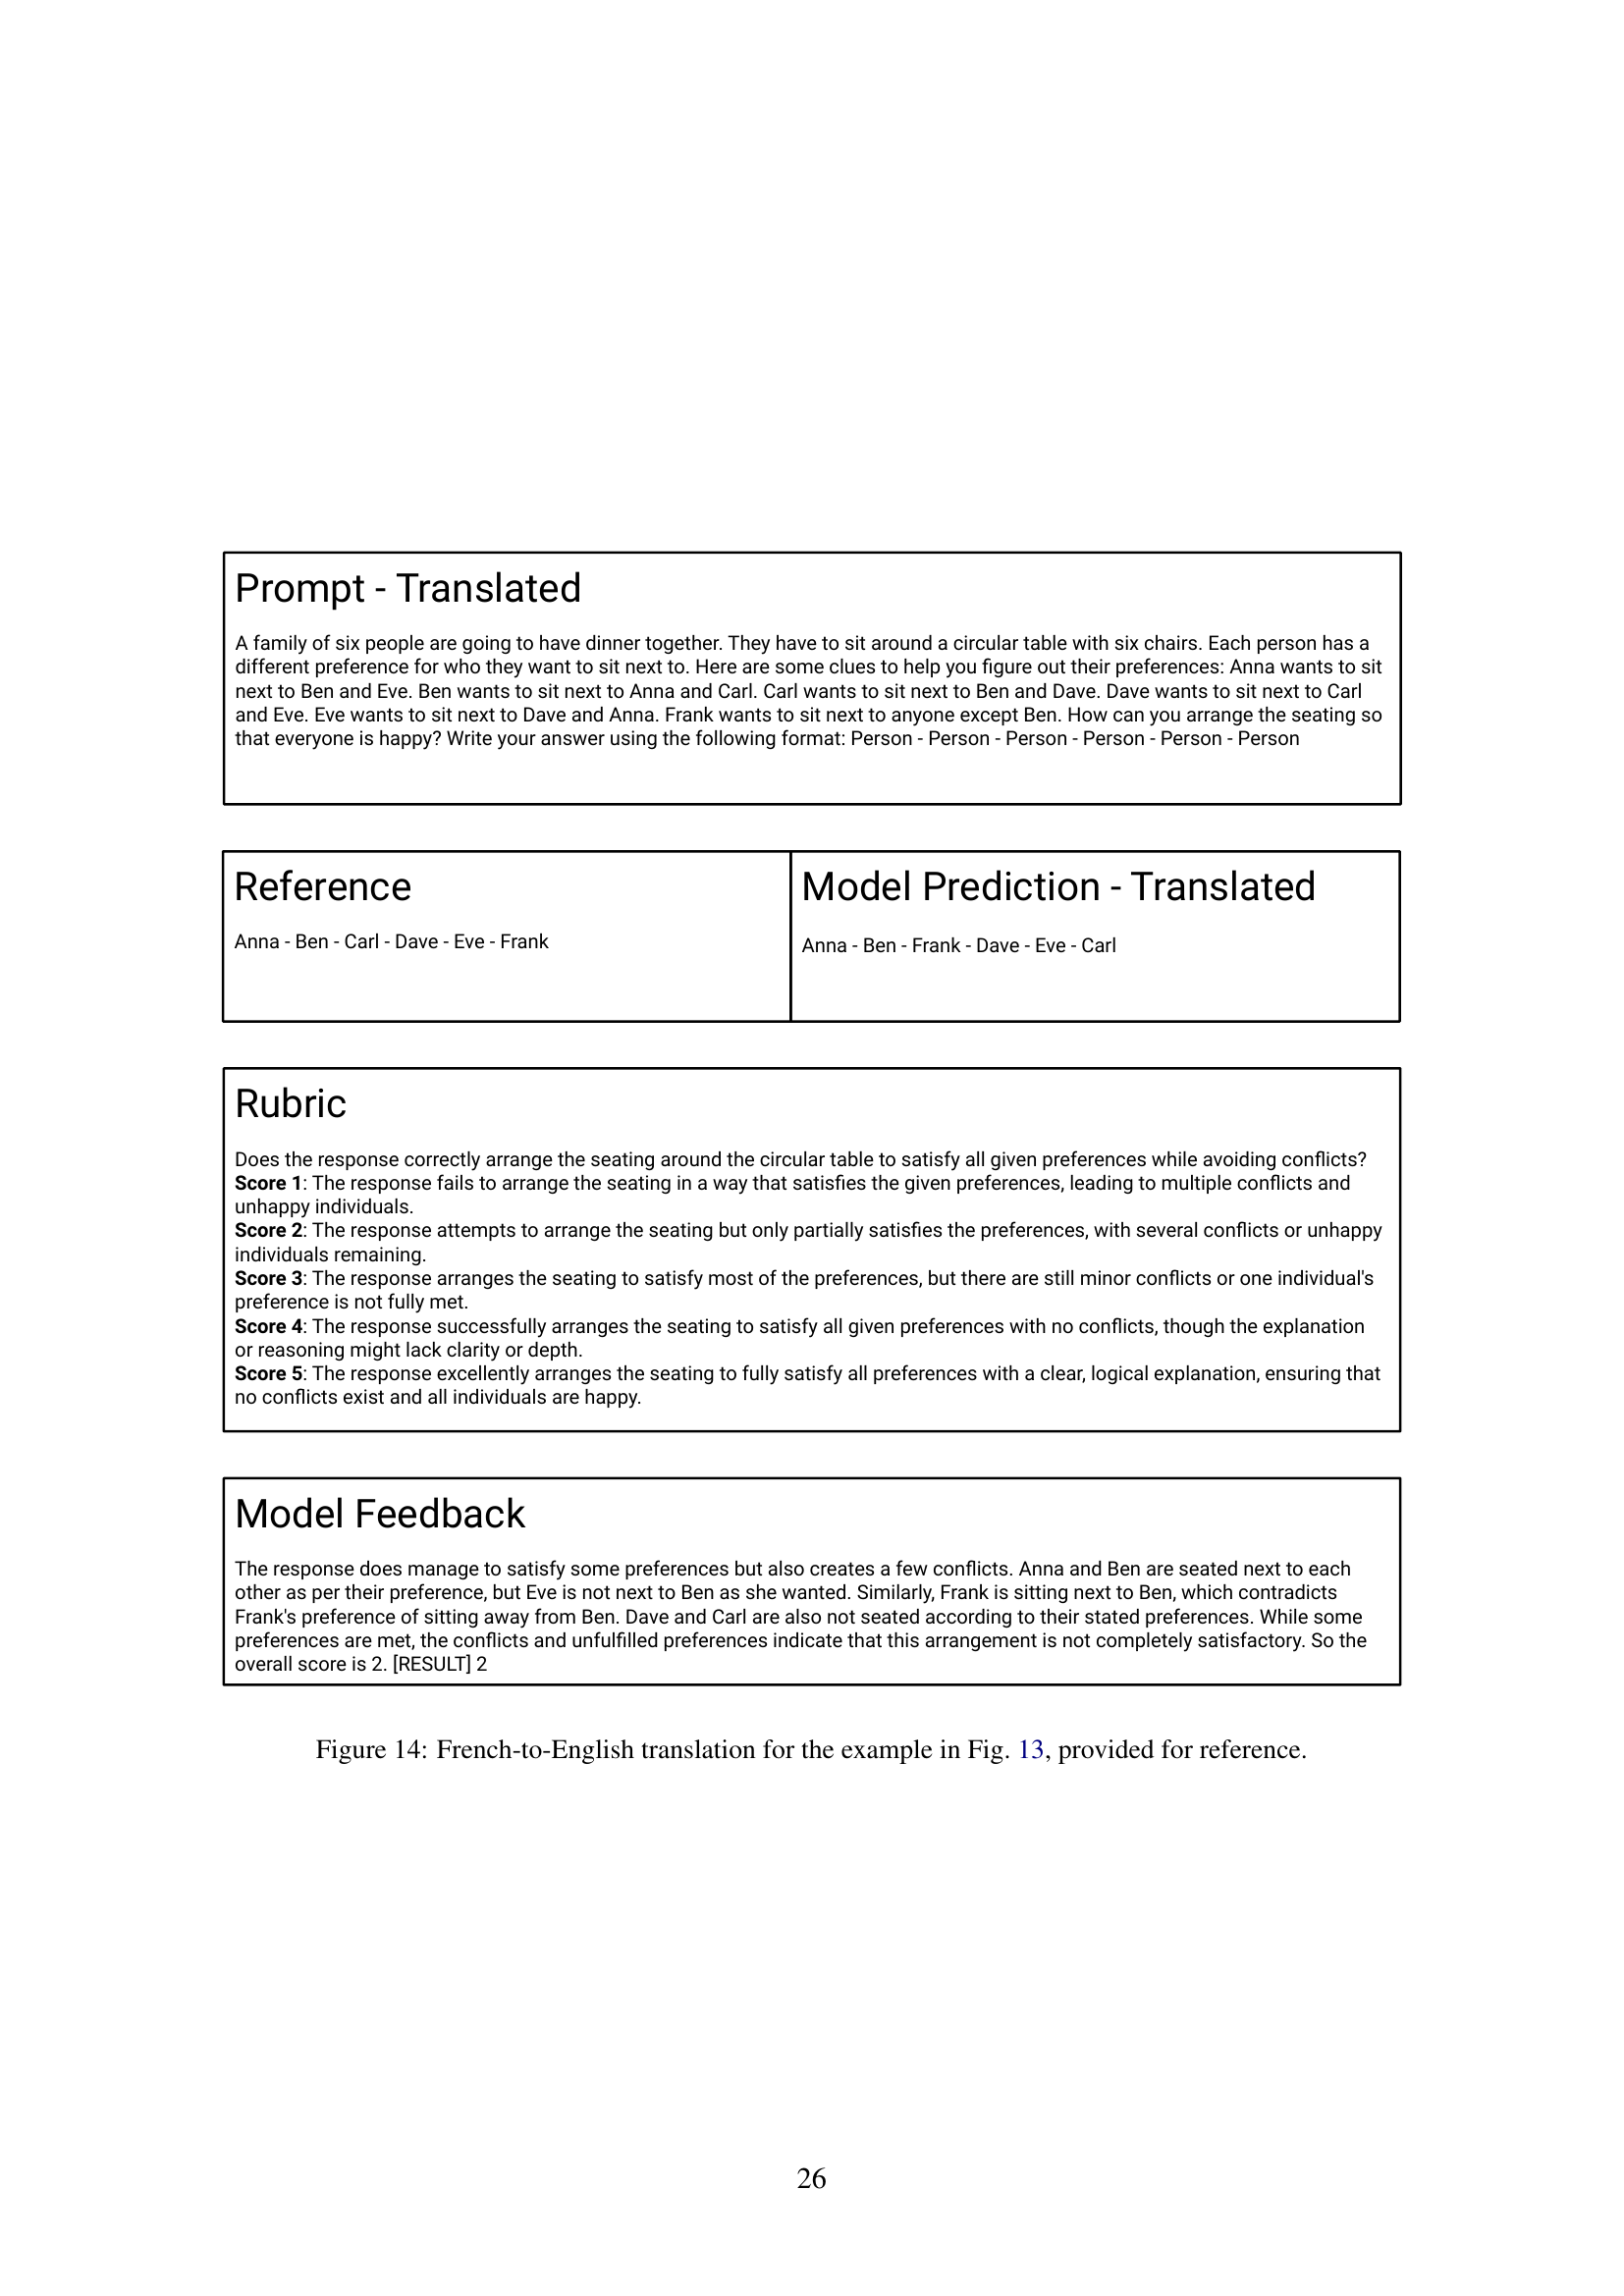 Prompt - Translated
A family of six people are going to have dinner together. They have to sit around a circular table with six chairs. Each person has a
different preference for who they want to sit next to. Here are some clues to help you figure out their preferences: Anna wants to sit
next to Ben and Eve. Ben wants to sit next to Anna and Carl. Carl wants to sit next to Ben and Dave. Dave wants to sit next to Carl
and Eve. Eve wants to sit next to Dave and Anna. Frank wants to sit next to anyone except Ben. How can you arrange the seating so
that everyone is happy? Write your answer using the following format: Person - Person - Person - Person - Person - Person
Reference
Anna - Ben - Carl - Dave - Eve - Frank
Model Prediction - Translated
Anna - Ben - Frank - Dave - Eve - Carl
Rubric
Does the response correctly arrange the seating around the circular table to satisfy all given preferences while avoiding conflicts?
Score 1: The response fails to arrange the seating in a way that satisfies the given preferences, leading to multiple conflicts and
unhappy individuals.
Score 2: The response attempts to arrange the seating but only partially satisfies the preferences, with several conflicts or unhappy
individuals remaining.
Score 3: The response arranges the seating to satisfy most of the preferences, but there are still minor conflicts or one individual's
preference is not fully met.
Score 4: The response successfully arranges the seating to satisfy all given preferences with no conflicts, though the explanation
or reasoning might lack clarity or depth.
Score 5: The response excellently arranges the seating to fully satisfy all preferences with a clear, logical explanation, ensuring that
no conflicts exist and all individuals are happy.
Model Feedback
The response does manage to satisfy some preferences but also creates a few conflicts. Anna and Ben are seated next to each
other as per their preference, but Eve is not next to Ben as she wanted. Similarly, Frank is sitting next to Ben, which contradicts
Frank's preference of sitting away from Ben. Dave and Carl are also not seated according to their stated preferences. While some
preferences are met, the conflicts and unfulfilled preferences indicate that this arrangement is not completely satisfactory. So the
overall score is 2. [RESULT] 2
Figure 14: French-to-English translation for the example in Fig. 13, provided for reference.
26